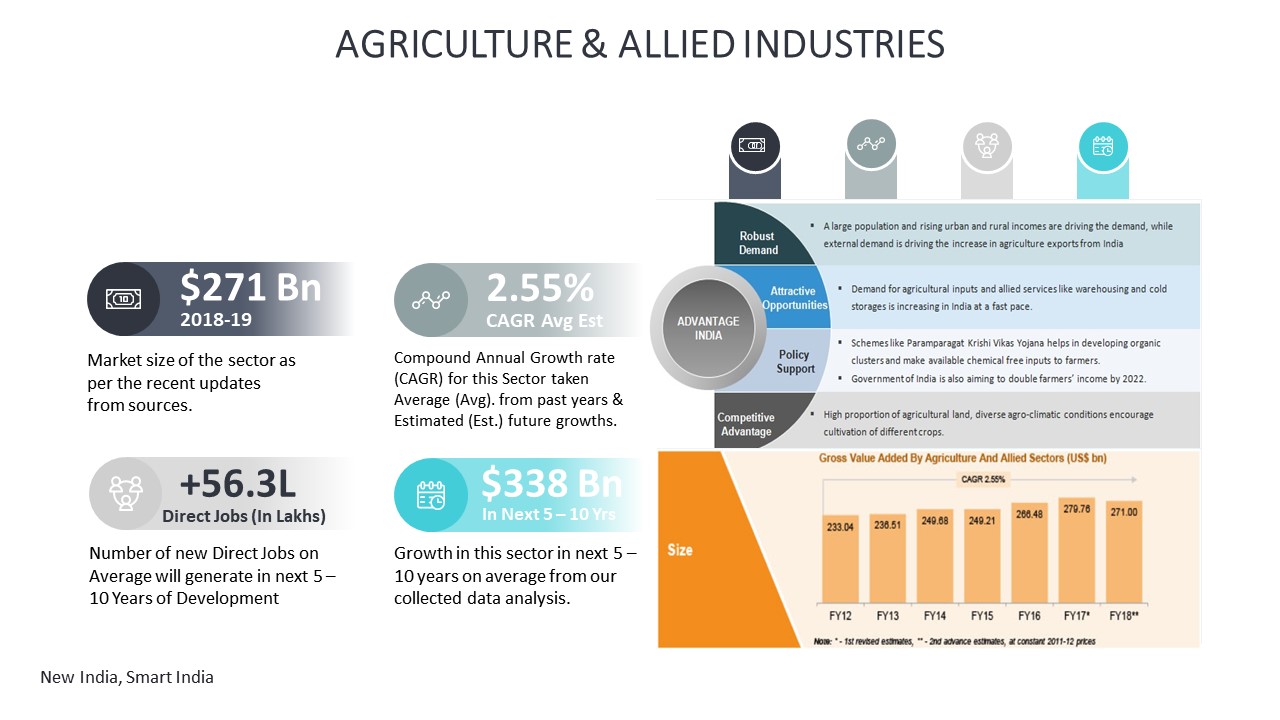 AGRICULTURE & ALLIED INDUSTRIES
$271 Bn
2018-19
Market size of the sector as
per the recent updates
from sources.
2.55%
CAGR Avg Est
Compound Annual Growth rate
(CAGR) for this Sector taken
Average (Avg). from past years &
Estimated (Est.) future growths.
+56.3L
Direct Jobs (In Lakhs)
Number of new Direct Jobs on
Average will generate in next 5 –
10 Years of Development
$338 Bn
In Next 5 – 10 Yrs
Growth in this sector in next 5 –
10 years on average from our
collected data analysis.
ADVANTAGE
INDIA
Robust
Demand
▪ A large population and rising urban and rural incomes are driving the demand, while
external demand is driving the increase in agriculture exports from India
Attractive
Opportunities
▪ Demand for agricultural inputs and allied services like warehousing and cold
storages is increasing in India at a fast pace.
Policy
Support
▪ Schemes like Paramparagat Krishi Vikas Yojana helps in developing organic
clusters and make available chemical free inputs to farmers.
▪ Government of India is also aiming to double farmers' income by 2022.
Competitive
Advantage
▪ High proportion of agricultural land, diverse agro-climatic conditions encourage
cultivation of different crops.
Size
Gross Value Added By Agriculture And Allied Sectors (US$ bn)
CAGR 2.55%
233.04 236.51 249.68 249.21 266.48 279.76 271.00
FY12 FY13 FY14 FY15 FY16 FY17* FY18**
Note: * - 1st revised estimates, ** - 2nd advance estimates, at constant 2011-12 prices
New India, Smart India